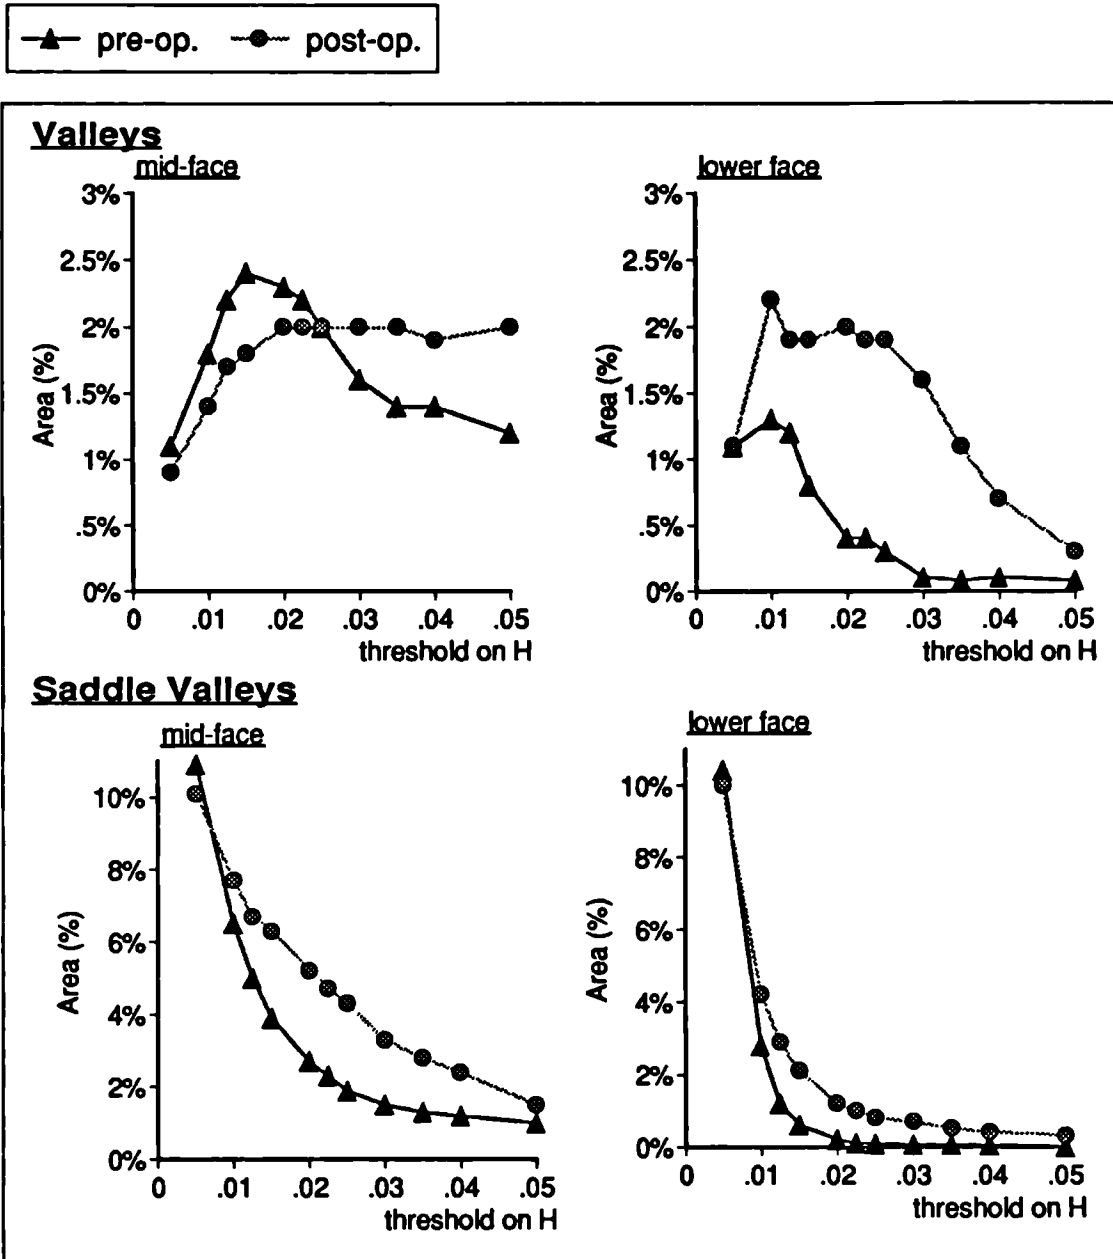 pre-op. post-op.
Valleys
mid-face
3%
2.5%
2%
1.5%
1%
.5%
0%
Area (%)
0 .01 .02 .03 .04 .05
threshold on H
lower face
3%
2.5%
2%
1.5%
1%
.5%
0%
Area (%)
0 .01 .02 .03 .04 .05
threshold on H
Saddle Valleys
mid-face
10%
8%
6%
4%
2%
0%
Area (%)
0 .01 .02 .03 .04 .05
threshold on H
lower face
10%
8%
6%
4%
2%
0%
Area (%)
0 .01 .02 .03 .04 .05
threshold on H